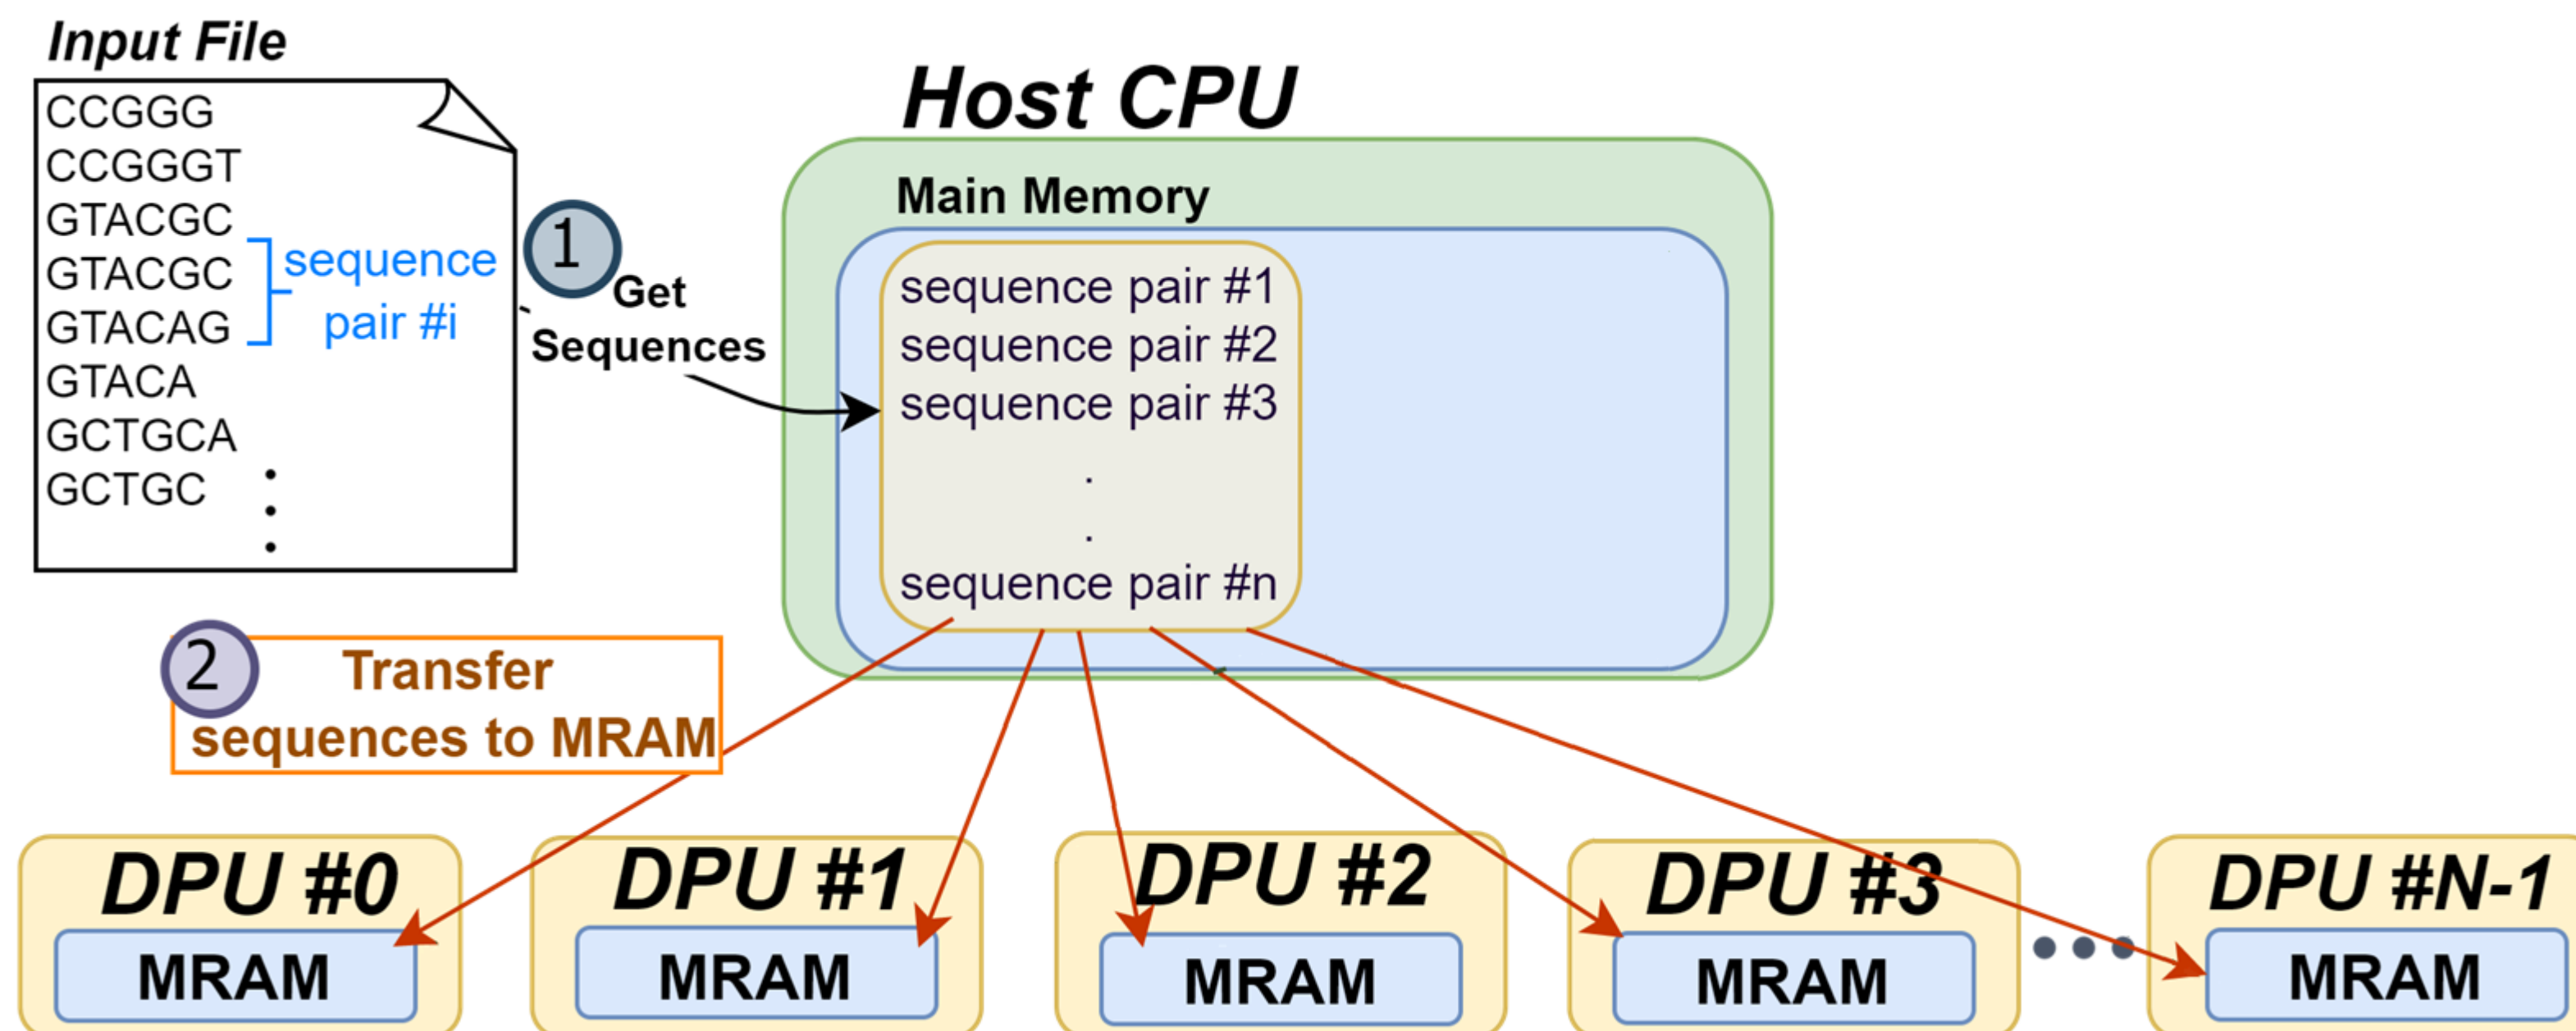 Input File
CCGGG
CCGGGT
GTACGC
GTACGC
GTACAG
GTACA
GCTGCA
GCTGC
sequence
pair #i
1
Get
Sequences
Host CPU
Main Memory
sequence pair #1
sequence pair #2
sequence pair #3
.
.
sequence pair #n
2
Transfer
sequences to MRAM
DPU #0
MRAM
DPU #1
MRAM
DPU #2
MRAM
DPU #3
MRAM
DPU #N-1
MRAM